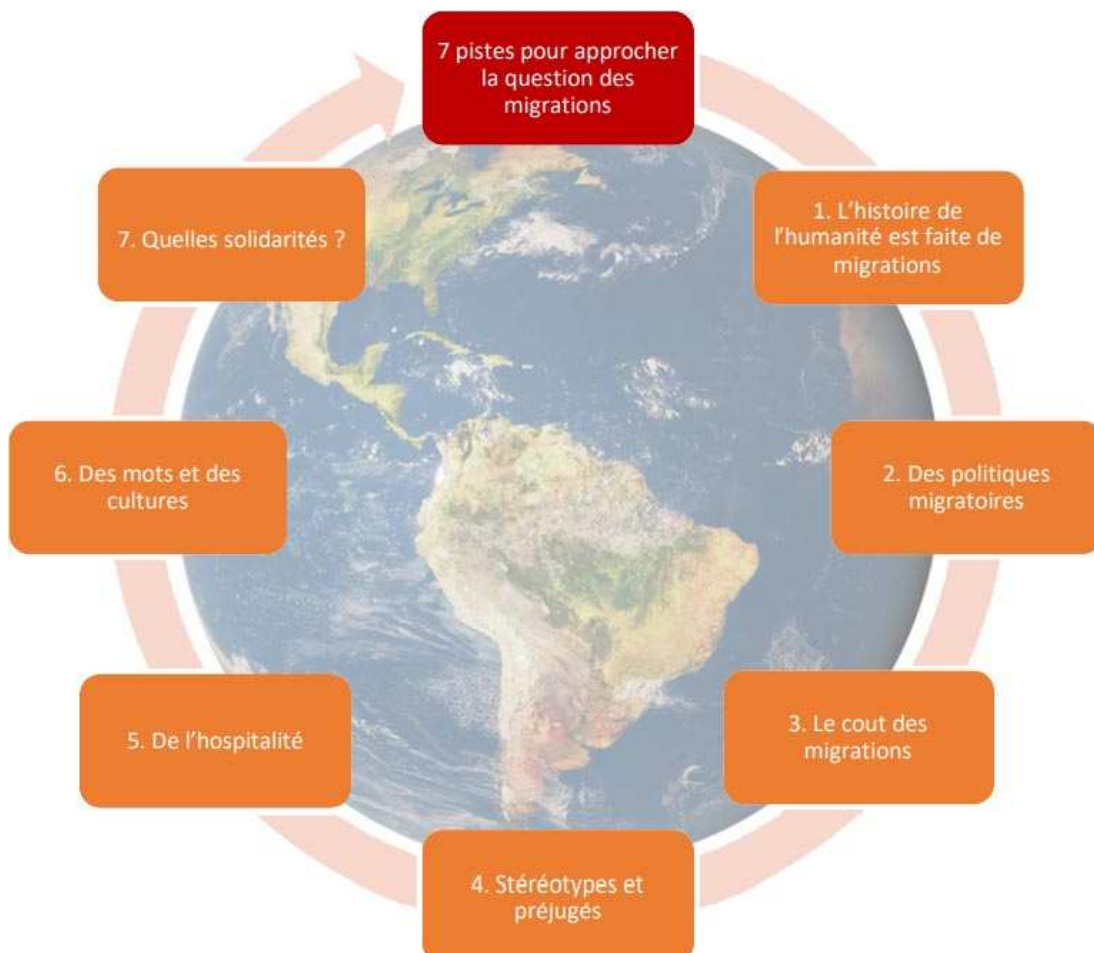 7 pistes pour approcher
la question des
migrations
1. L’histoire de
l’humanité est faite de
migrations
2. Des politiques
migratoires
3. Le cout des
migrations
4. Stéréotypes et
préjugés
5. De l’hospitalité
6. Des mots et des
cultures
7. Quelles solidarités ?